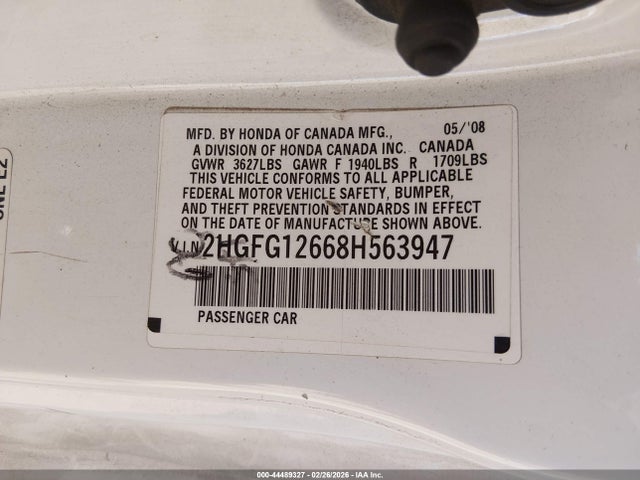 MFD. BY HONDA OF CANADA MFG., 05/'08
A DIVISION OF HONDA CANADA INC. CANADA
GVWR 3627LBS GAWR F 1940LBS R 1709LBS
THIS VEHICLE CONFORMS TO ALL APPLICABLE
FEDERAL MOTOR VEHICLE SAFETY, BUMPER,
AND THEFT PREVENTION STANDARDS IN EFFECT
ON THE DATE OF MANUFACTURE SHOWN ABOVE.
VIN 2HGFG12668H563947
PASSENGER CAR
000-44489327 | 02/26/2026 | IAA Inc.